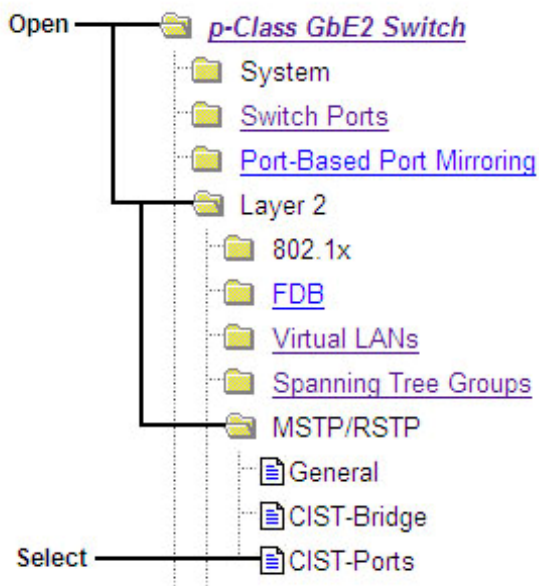 Open p-Class GbE2 Switch
System
Switch Ports
Port-Based Port Mirroring
Layer 2
802.1x
FDB
Virtual LANs
Spanning Tree Groups
MSTP/RSTP
General
CIST-Bridge
Select CIST-Ports